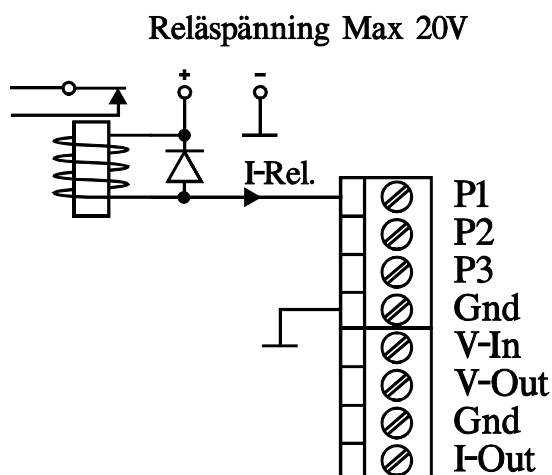 Reläspänning Max 20V
+ -
I-Rel.
P1
P2
P3
Gnd
V-In
V-Out
Gnd
I-Out